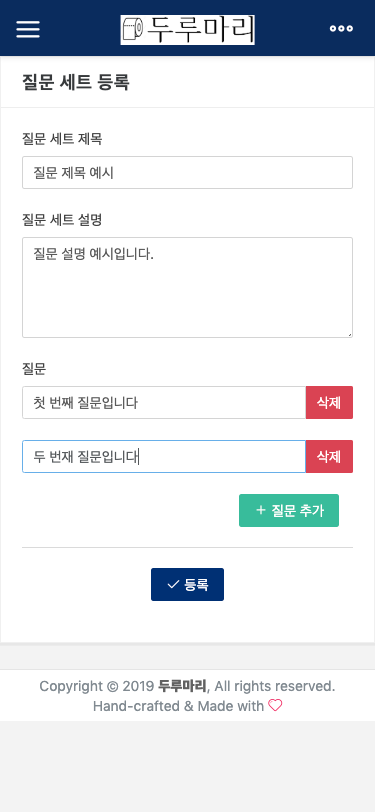 두루마리
질문 세트 등록
질문 세트 제목
질문 제목 예시
질문 세트 설명
질문 설명 예시입니다.
질문
첫 번째 질문입니다 삭제
두 번재 질문입니다 삭제
+ 질문 추가
✓ 등록
Copyright © 2019 두루마리, All rights reserved.
Hand-crafted & Made with ♡